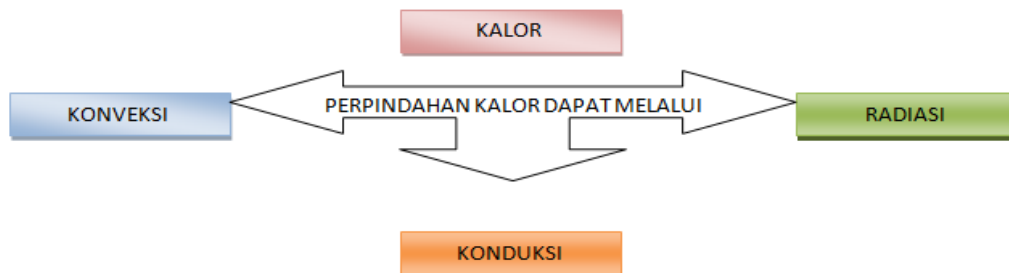 KALOR
KONVEKSI
PERPINDAHAN KALOR DAPAT MELALUI
RADIASI
KONDUKSI